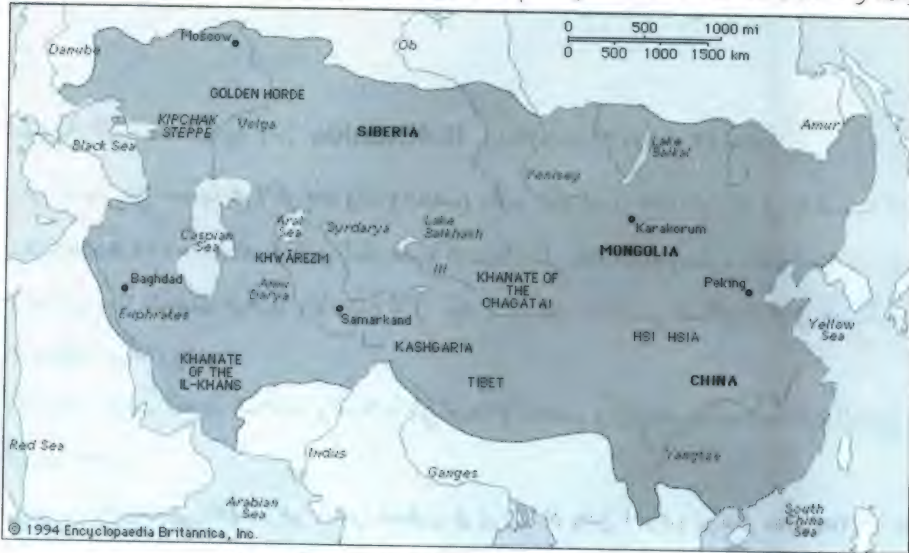 0 500 1000 mi
0 500 1000 1500 km
Moscow
Danube
Ob
GOLDEN HORDE
KIPCHAK
STEPPE
Volga
SIBERIA
Amur
Black Sea
Lake
Baikal
Yenisey
Caspian
Sea
Aral
Sea
Syrdarya
Lake
Balkhash
Karakorum
MONGOLIA
KHWĀREZM
Ili
KHANATE OF
THE
CHAGATAI
Baghdad
Amu
Darya
Peking
Euphrates
Samarkand
Yellow
Sea
HSI HSIA
KASHGARIA
KHANATE
OF THE
IL-KHANS
TIBET
CHINA
Red Sea
Indus
Ganges
Yangtze
Arabian
Sea
South
China
Sea
© 1994 Encyclopaedia Britannica, Inc.